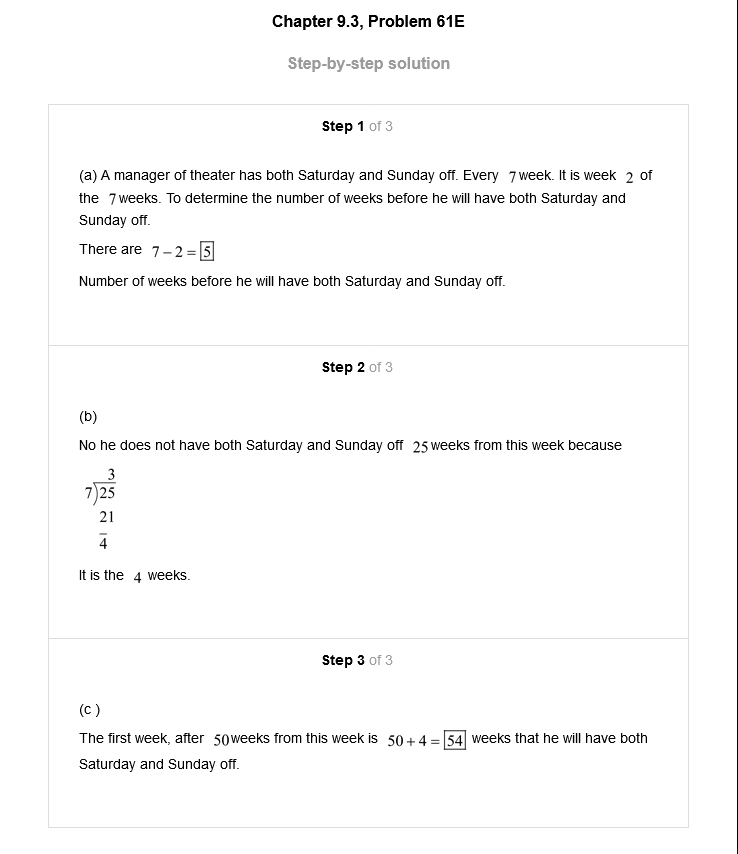 Chapter 9.3, Problem 61E
Step-by-step solution
Step 1 of 3
(a) A manager of theater has both Saturday and Sunday off. Every 7 week. It is week 2 of
the 7 weeks. To determine the number of weeks before he will have both Saturday and
Sunday off.
There are 7 – 2 = 5
Number of weeks before he will have both Saturday and Sunday off.
Step 2 of 3
(b)
No he does not have both Saturday and Sunday off 25 weeks from this week because
3
7)25
21
4
It is the 4 weeks.
Step 3 of 3
(c )
The first week, after 50 weeks from this week is 50 + 4 = 54 weeks that he will have both
Saturday and Sunday off.